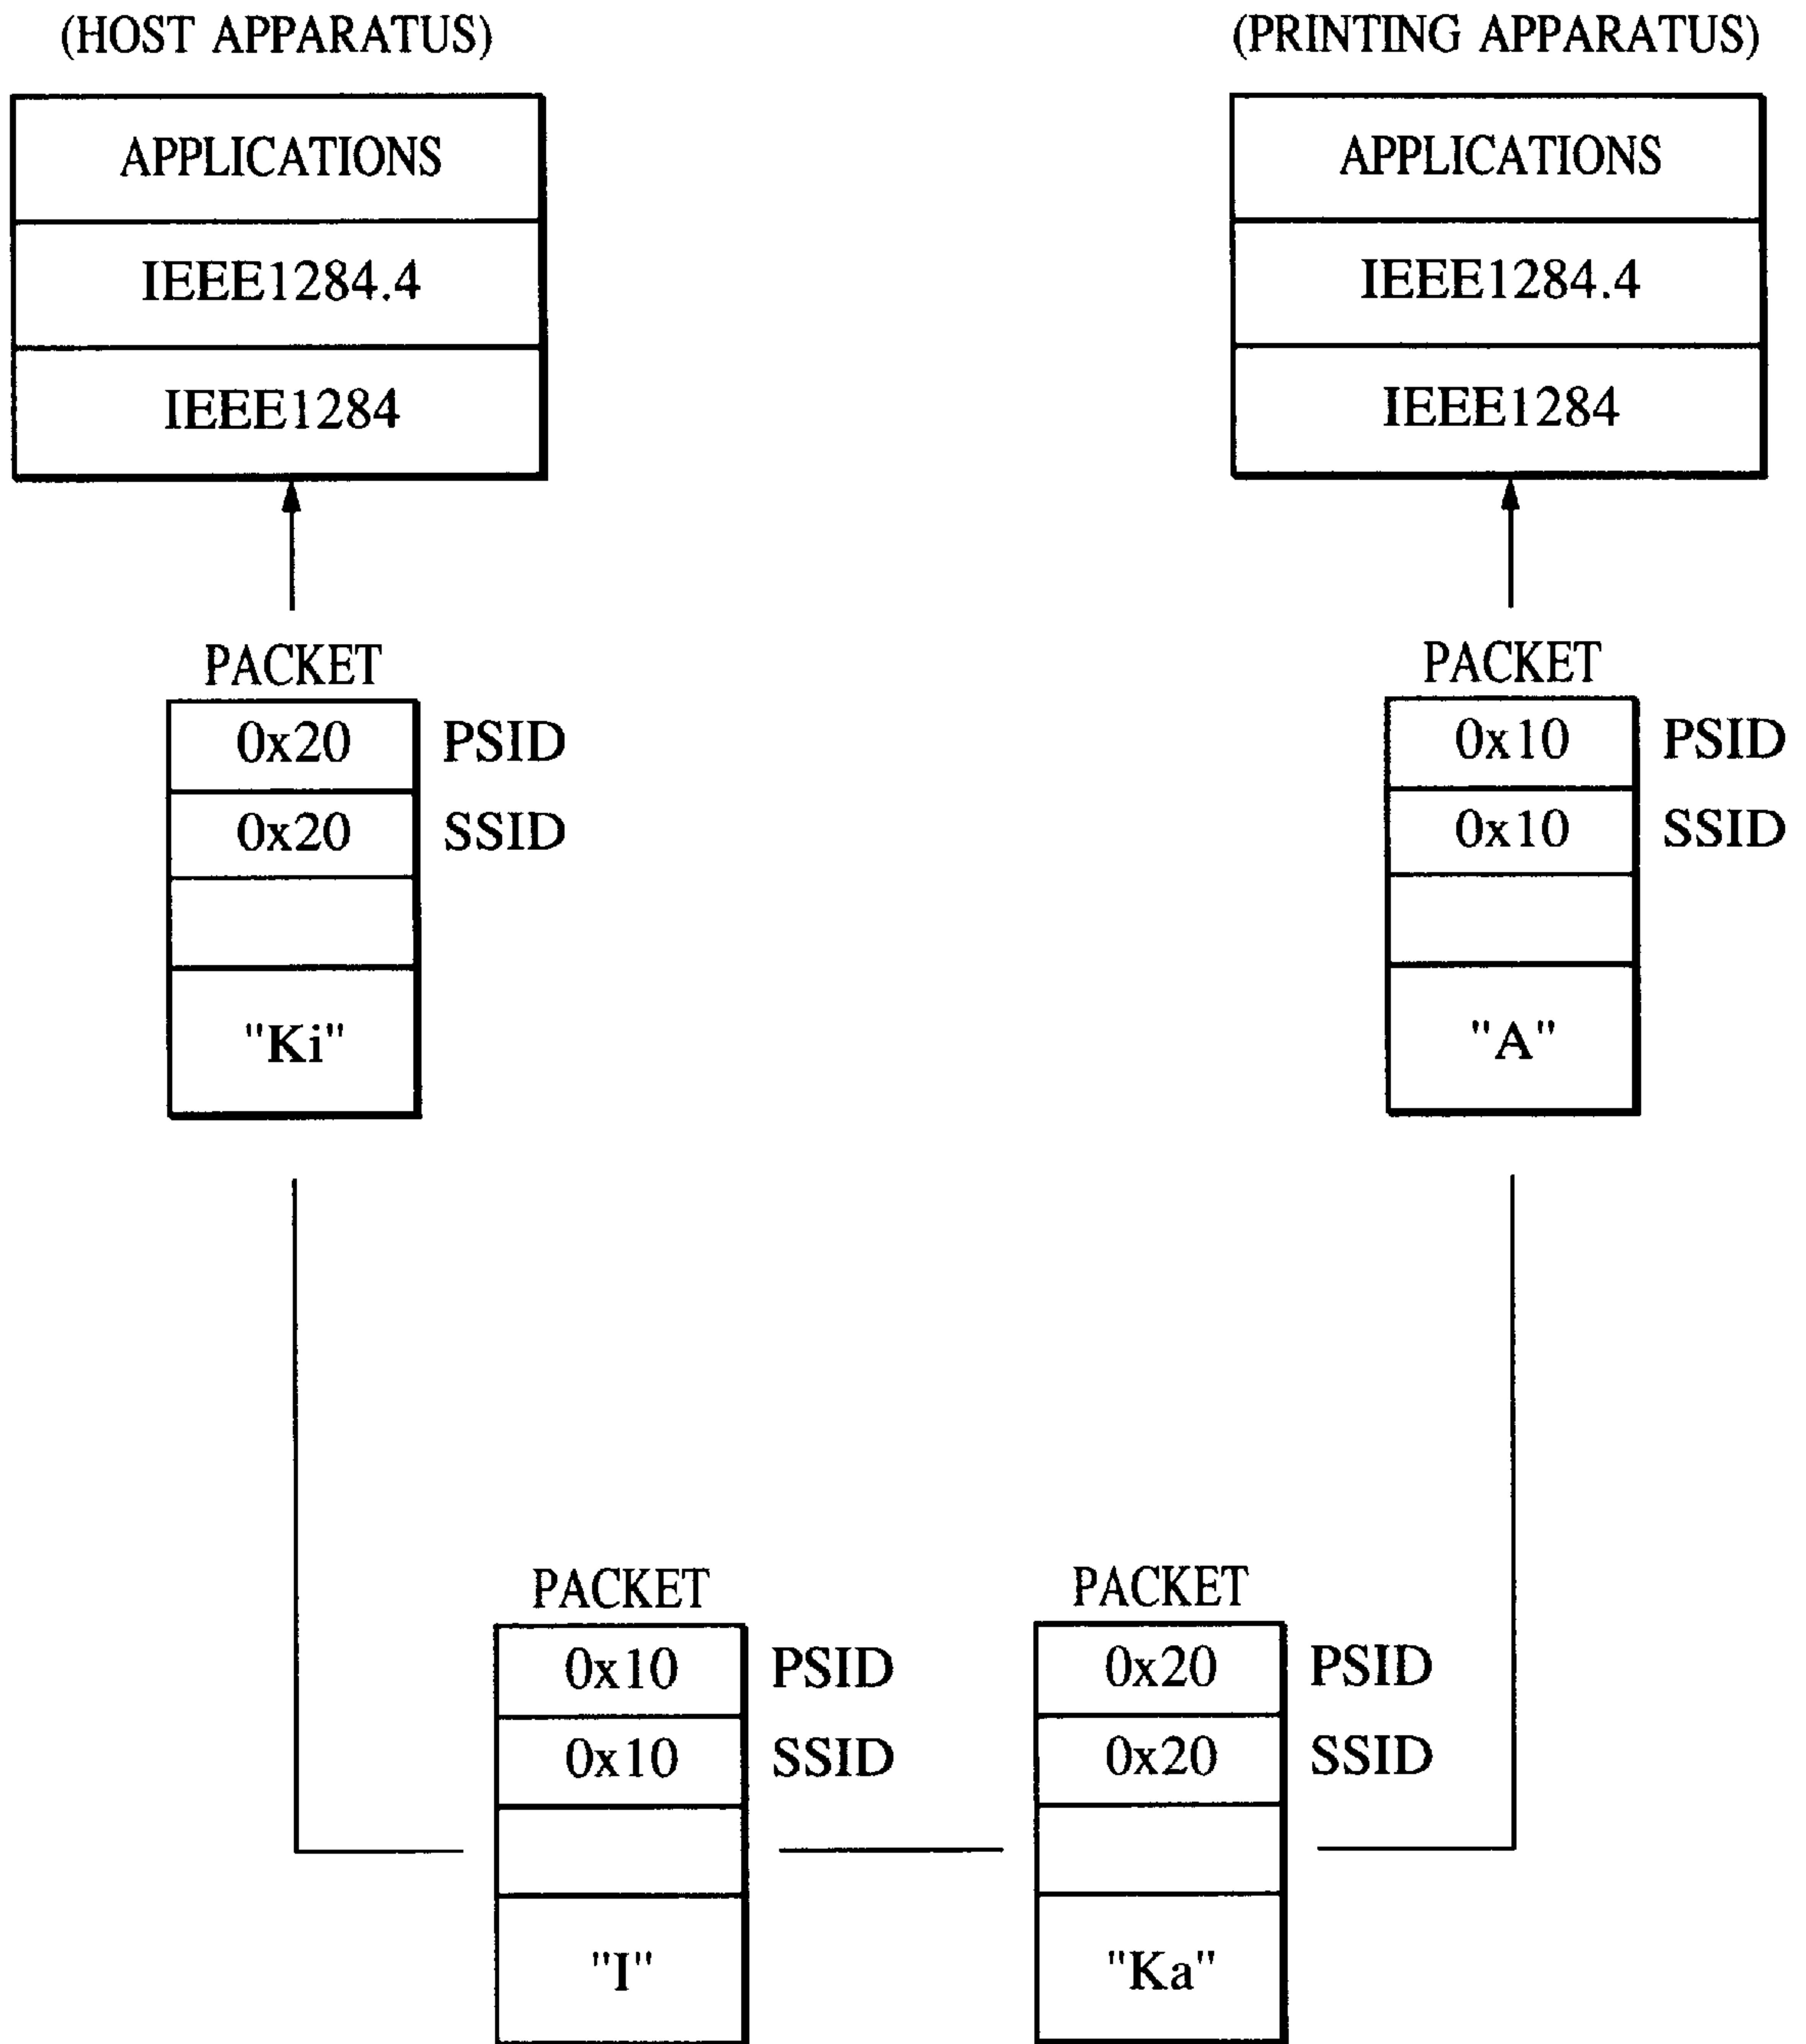 (HOST APPARATUS)
APPLICATIONS
IEEE1284.4
IEEE1284
(PRINTING APPARATUS)
APPLICATIONS
IEEE1284.4
IEEE1284
PACKET
0x20 PSID
0x20 SSID
"Ki"
PACKET
0x10 PSID
0x10 SSID
"A"
PACKET
0x10 PSID
0x10 SSID
"I"
PACKET
0x20 PSID
0x20 SSID
"Ka"